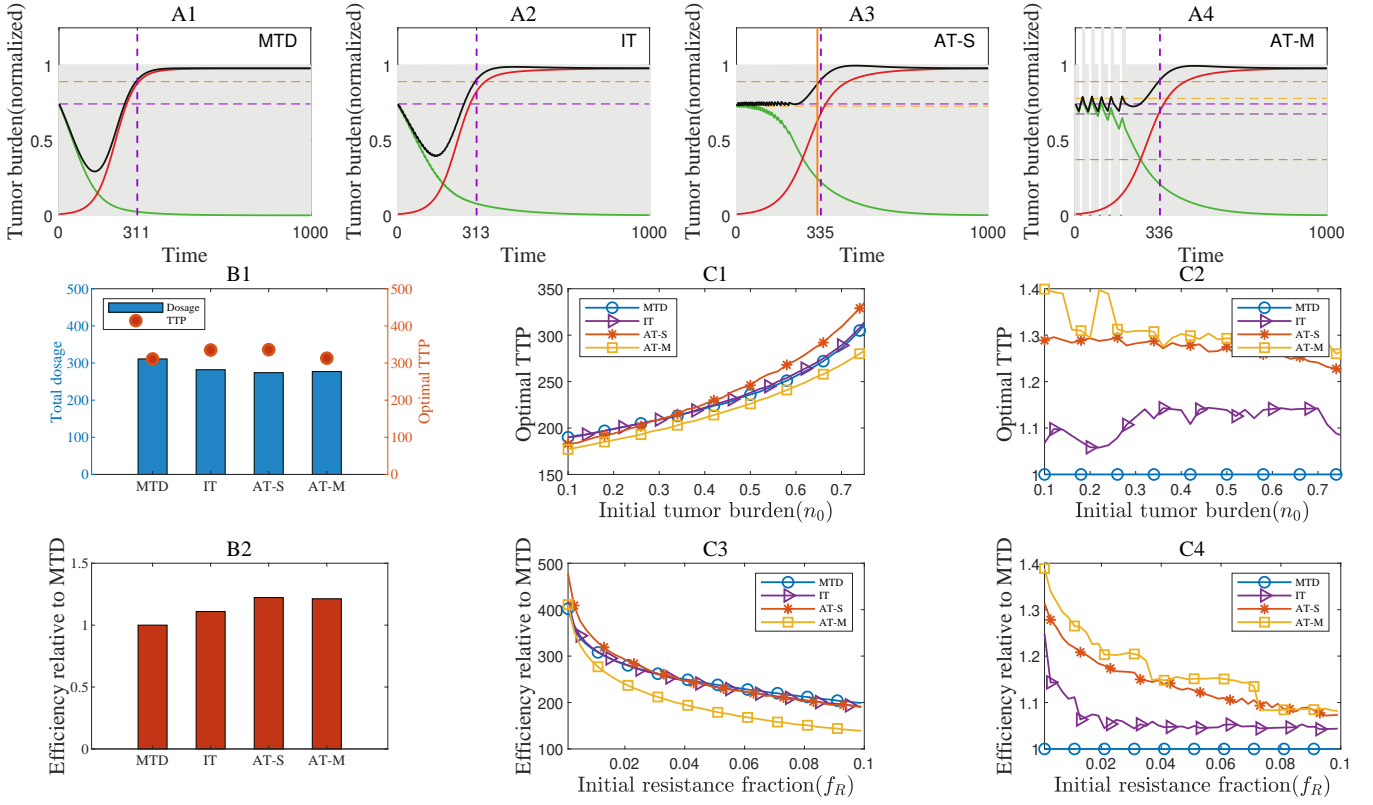 A1
A2
A3
A4
Tumor burden(normalized)
MTD
1
0.5
0
0
311
1000
Time
Tumor burden(normalized)
IT
1
0.5
0
0
313
1000
Time
Tumor burden(normalized)
AT-S
1
0.5
0
0
335
1000
Time
Tumor burden(normalized)
AT-M
1
0.5
0
0
336
1000
Time
B1
Total dosage
500
400
300
200
100
0
Dosage
TTP
500
400
300
200
100
0
Optimal TTP
MTD IT AT-S AT-M
C1
Optimal TTP
350
300
250
200
150
MTD
IT
AT-S
AT-M
0.1 0.2 0.3 0.4 0.5 0.6 0.7
Initial tumor burden(n0)
C2
Optimal TTP
1.4
1.3
1.2
1.1
1
MTD
IT
AT-S
AT-M
0.1 0.2 0.3 0.4 0.5 0.6 0.7
Initial tumor burden(n0)
B2
Efficiency relative to MTD
1.5
1
0.5
0
MTD IT AT-S AT-M
C3
Efficiency relative to MTD
500
400
300
200
100
MTD
IT
AT-S
AT-M
0.02 0.04 0.06 0.08 0.1
Initial resistance fraction(fR)
C4
Efficiency relative to MTD
1.4
1.3
1.2
1.1
1
MTD
IT
AT-S
AT-M
0.02 0.04 0.06 0.08 0.1
Initial resistance fraction(fR)